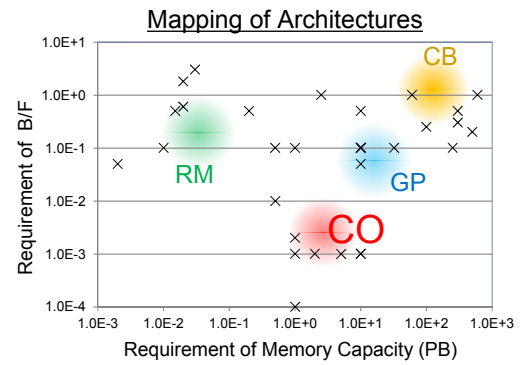 Mapping of Architectures
1.0E+1
1.0E+0
1.0E-1
1.0E-2
1.0E-3
1.0E-4
Requirement of B/F
CB
RM
GP
CO
1.0E-3 1.0E-2 1.0E-1 1.0E+0 1.0E+1 1.0E+2 1.0E+3
Requirement of Memory Capacity (PB)